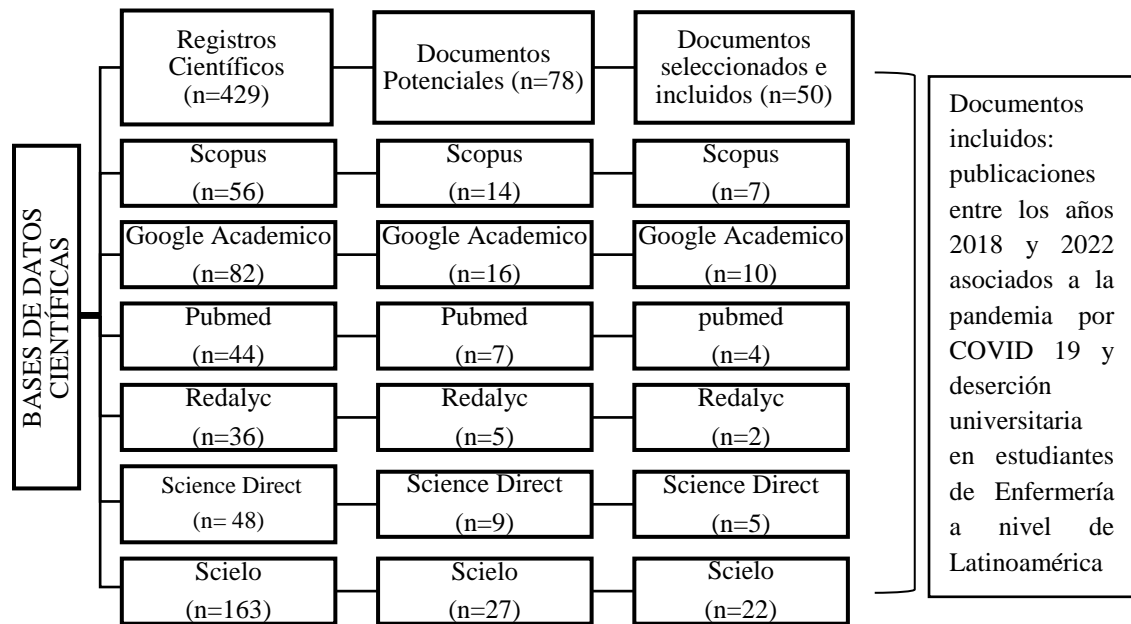 BASES DE DATOS
CIENTÍFICAS
Registros
Científicos
(n=429)
Documentos
Potenciales (n=78)
Documentos
seleccionados e
incluidos (n=50)
Scopus
(n=56)
Scopus
(n=14)
Scopus
(n=7)
Google Academico
(n=82)
Google Academico
(n=16)
Google Academico
(n=10)
Pubmed
(n=44)
Pubmed
(n=7)
pubmed
(n=4)
Redalyc
(n=36)
Redalyc
(n=5)
Redalyc
(n=2)
Science Direct
(n= 48)
Science Direct
(n=9)
Science Direct
(n=5)
Scielo
(n=163)
Scielo
(n=27)
Scielo
(n=22)
Documentos
incluidos:
publicaciones
entre los años
2018 y 2022
asociados a la
pandemia por
COVID 19 y
deserción
universitaria
en estudiantes
de Enfermería
a nivel de
Latinoamérica